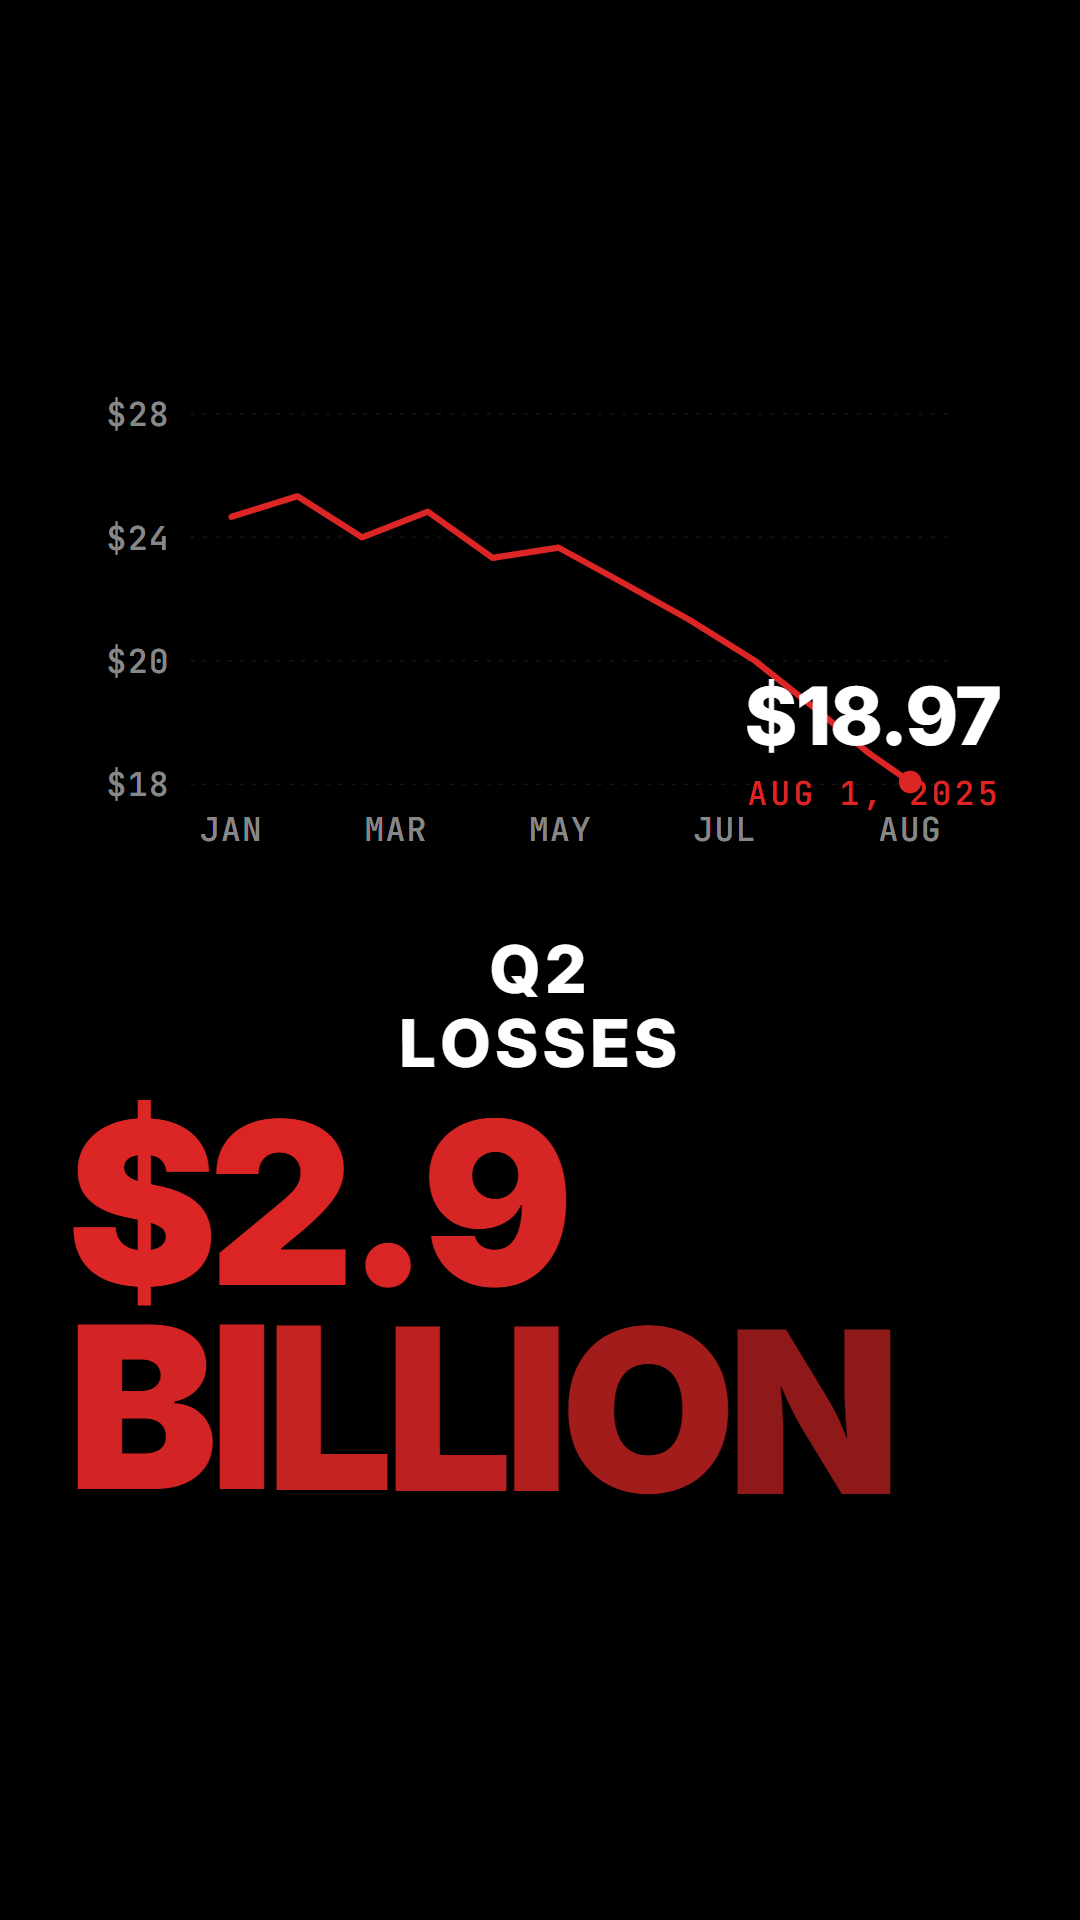 $28
$24
$20
$18.97
$18
AUG 1, 2025
JAN MAR MAY JUL AUG
Q2
LOSSES
$2.9
BILLION